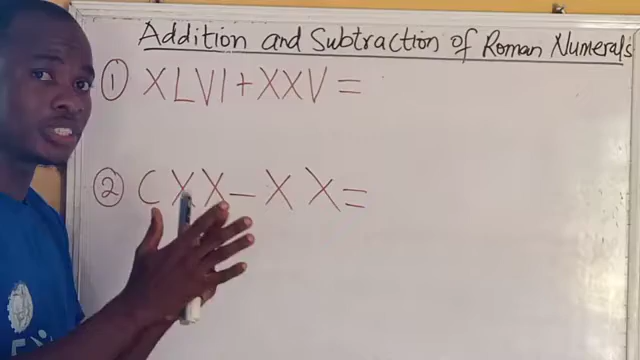 Addition and Subtraction of Roman Numerals
① XLVI+XXV=
② CXX-XX=